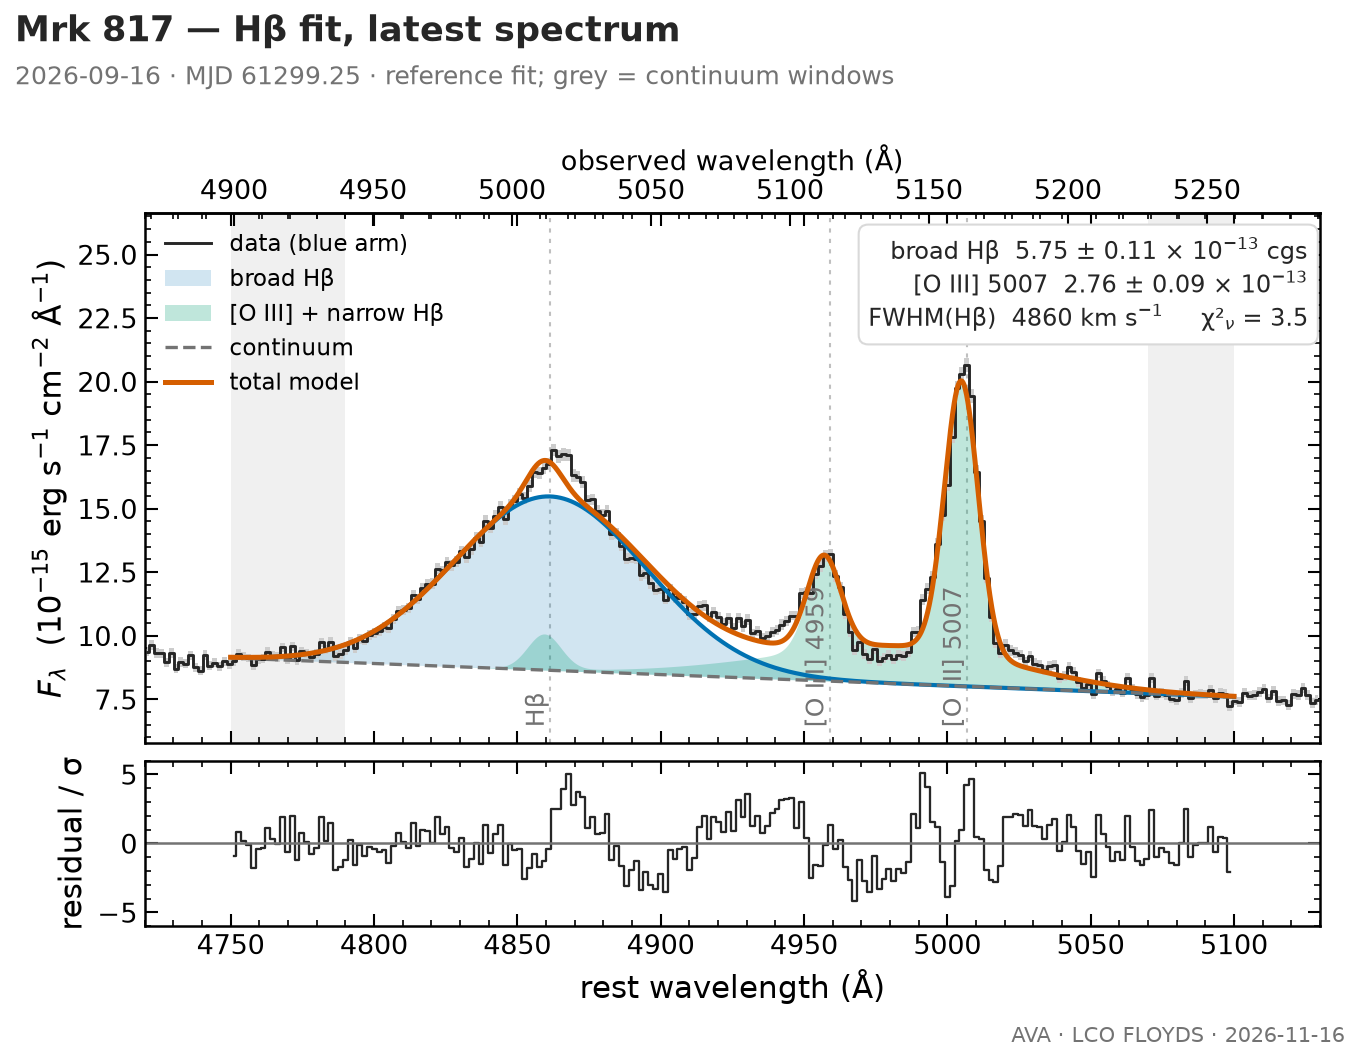 Mrk 817 — Hβ fit, latest spectrum
2026-09-16 · MJD 61299.25 · reference fit; grey = continuum windows
observed wavelength (Å)
4900 4950 5000 5050 5100 5150 5200 5250
data (blue arm)
broad Hβ
[O III] + narrow Hβ
continuum
total model
broad Hβ 5.75 ± 0.11 × 10⁻¹³ cgs
[O III] 5007 2.76 ± 0.09 × 10⁻¹³
FWHM(Hβ) 4860 km s⁻¹ χ²ᵥ = 3.5
F_λ (10⁻¹⁵ erg s⁻¹ cm⁻² Å⁻¹)
25.0
22.5
20.0
17.5
15.0
12.5
10.0
7.5
Hβ
[O III] 4959
[O III] 5007
residual / σ
5
0
−5
4750 4800 4850 4900 4950 5000 5050 5100
rest wavelength (Å)
AVA · LCO FLOYDS · 2026-11-16